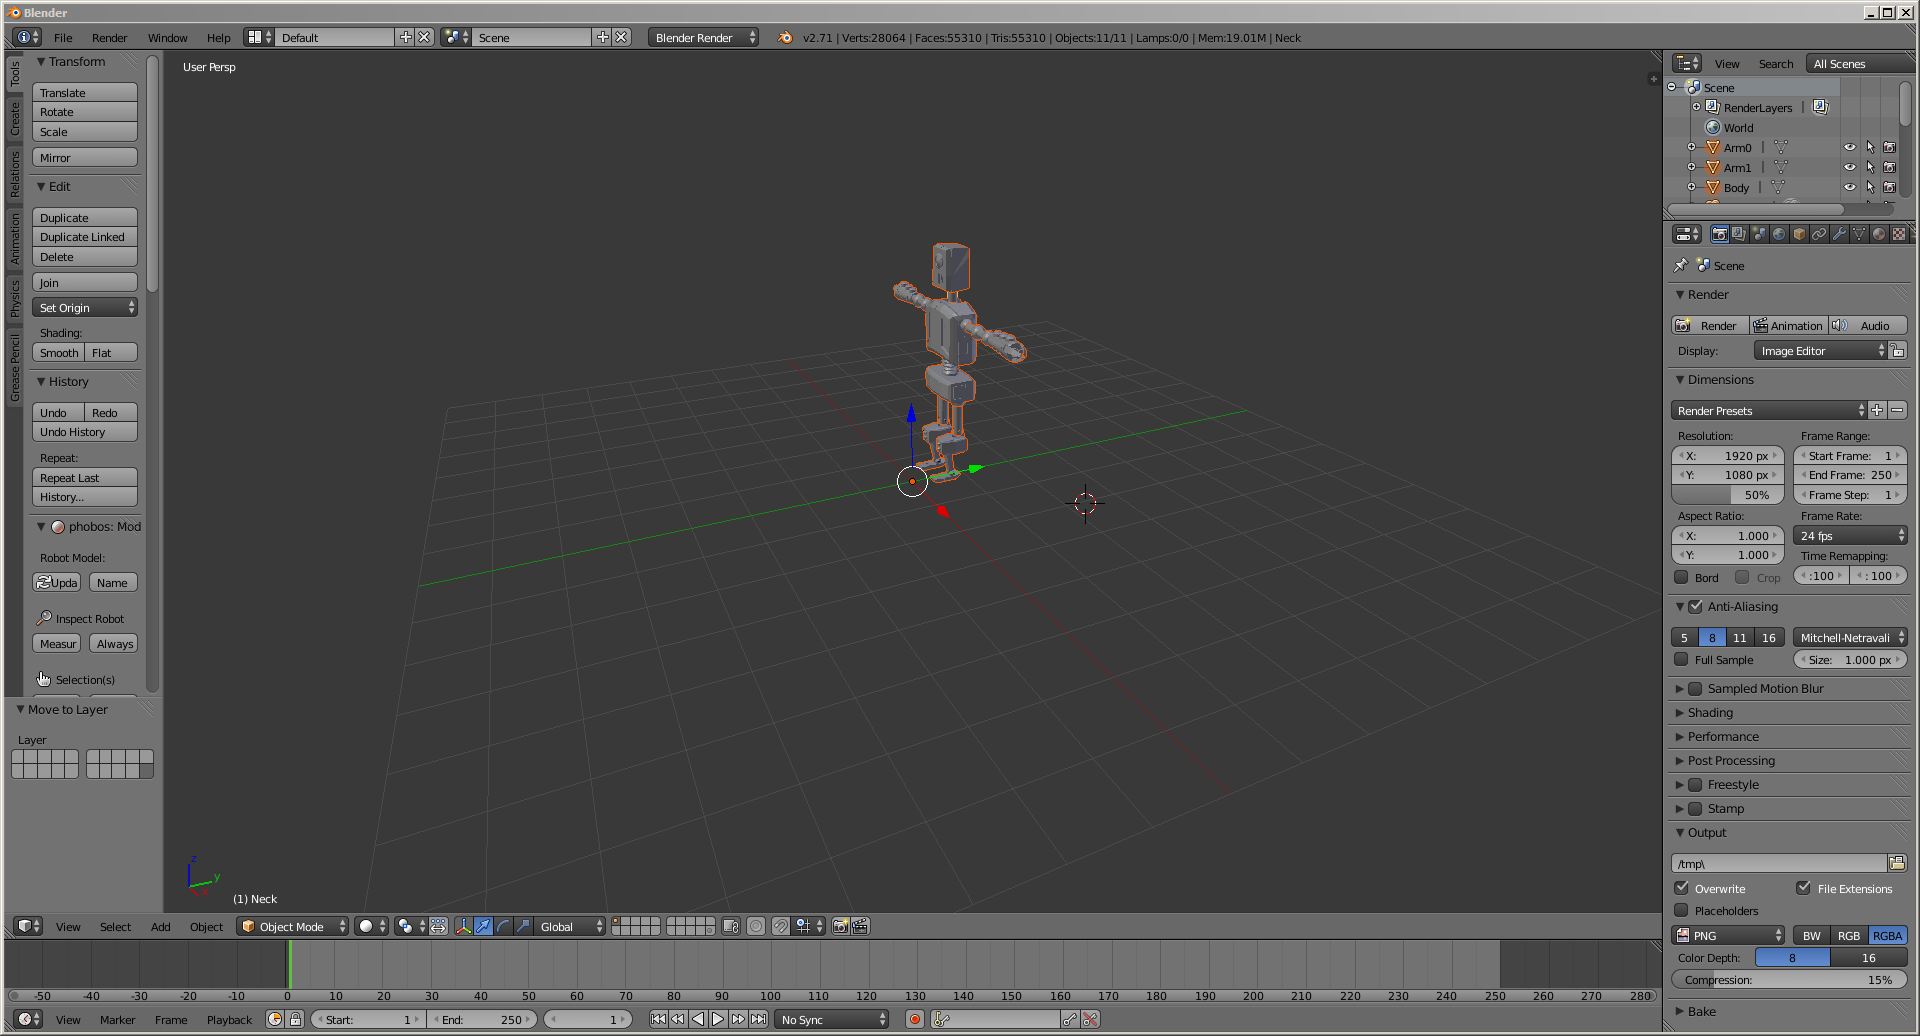 Blender
File Render Window Help Default Scene Blender Render v2.71 | Verts:28064 | Faces:55310 | Tris:55310 | Objects:11/11 | Lamps:0/0 | Mem:19.01M | Neck
Tools
Create
Relations
Animation
Physics
Grease Pencil
Transform
Translate
Rotate
Scale
Mirror
Edit
Duplicate
Duplicate Linked
Delete
Join
Set Origin
Shading:
Smooth Flat
History
Undo Redo
Undo History
Repeat:
Repeat Last
History...
phobos: Mod
Robot Model:
Upda Name
Inspect Robot
Measur Always
Selection(s)
Move to Layer
Layer
User Persp
z
y
x
(1) Neck
View Select Add Object Object Mode Global
-50 -40 -30 -20 -10 0 10 20 30 40 50 60 70 80 90 100 110 120 130 140 150 160 170 180 190 200 210 220 230 240 250 260 270 280
View Marker Frame Playback Start: 1 End: 250 1 No Sync
View Search All Scenes
Scene
RenderLayers |
World
Arm0 |
Arm1 |
Body |
Scene
Render
Render Animation Audio
Display: Image Editor
Dimensions
Render Presets
Resolution: Frame Range:
X: 1920 px Start Frame: 1
Y: 1080 px End Frame: 250
50% Frame Step: 1
Aspect Ratio: Frame Rate:
X: 1.000 24 fps
Y: 1.000 Time Remapping:
Bord Crop :100 : 100
Anti-Aliasing
5 8 11 16 Mitchell-Netravali
Full Sample Size: 1.000 px
Sampled Motion Blur
Shading
Performance
Post Processing
Freestyle
Stamp
Output
/tmp\
Overwrite File Extensions
Placeholders
PNG BW RGB RGBA
Color Depth: 8 16
Compression: 15%
Bake